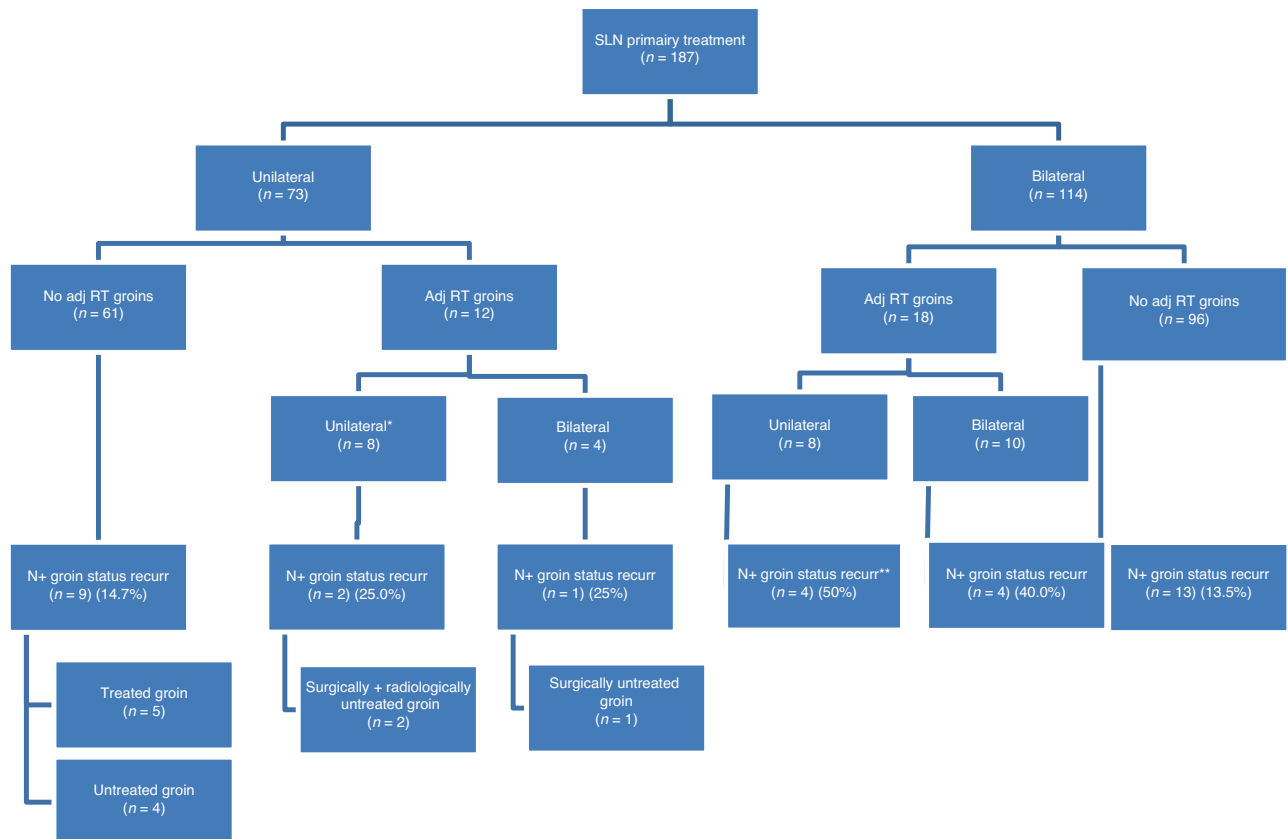 SLN primairy treatment
(n = 187)
Unilateral
(n = 73)
Bilateral
(n = 114)
No adj RT groins
(n = 61)
Adj RT groins
(n = 12)
Adj RT groins
(n = 18)
No adj RT groins
(n = 96)
Unilateral*
(n = 8)
Bilateral
(n = 4)
Unilateral
(n = 8)
Bilateral
(n = 10)
N+ groin status recurr
(n = 9) (14.7%)
N+ groin status recurr
(n = 2) (25.0%)
N+ groin status recurr
(n = 1) (25%)
N+ groin status recurr**
(n = 4) (50%)
N+ groin status recurr
(n = 4) (40.0%)
N+ groin status recurr
(n = 13) (13.5%)
Treated groin
(n = 5)
Surgically + radiologically
untreated groin
(n = 2)
Surgically untreated
groin
(n = 1)
Untreated groin
(n = 4)